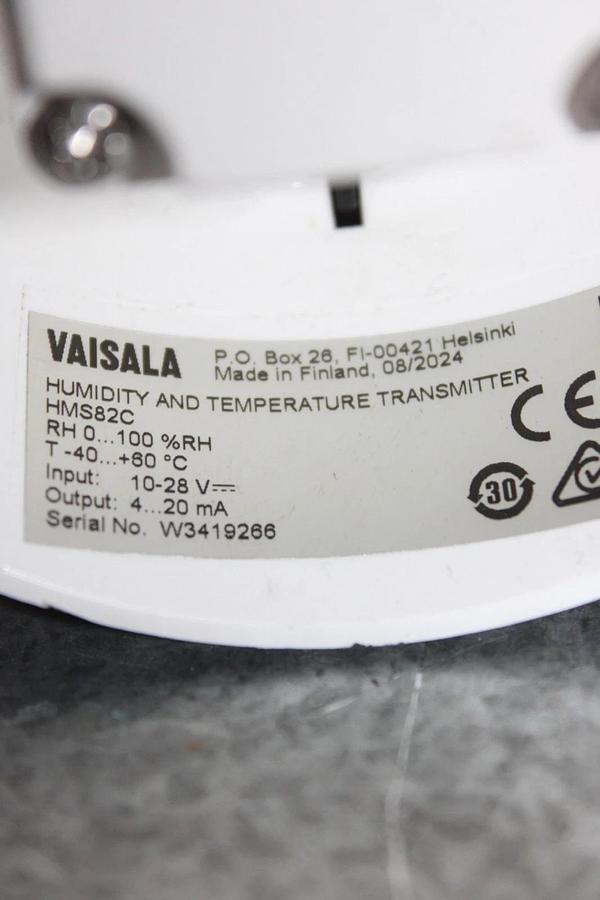 VAISALA
P.O. Box 26, FI-00421 Helsinki
Made in Finland, 08/2024
HUMIDITY AND TEMPERATURE TRANSMITTER
HMS82C
RH 0...100 %RH
T -40...+60 °C
Input: 10-28 V⎓
Output: 4...20 mA
Serial No. W3419266
CE
30